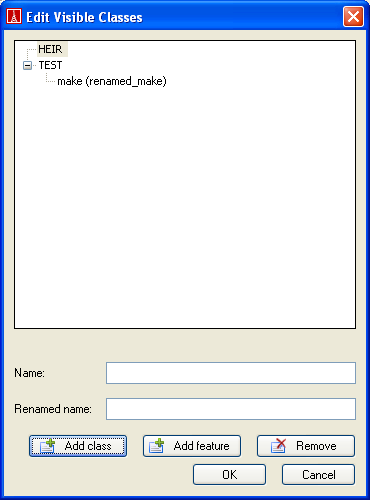 Edit Visible Classes
HEIR
TEST
make (renamed_make)
Name:
Renamed name:
Add class Add feature Remove
OK Cancel